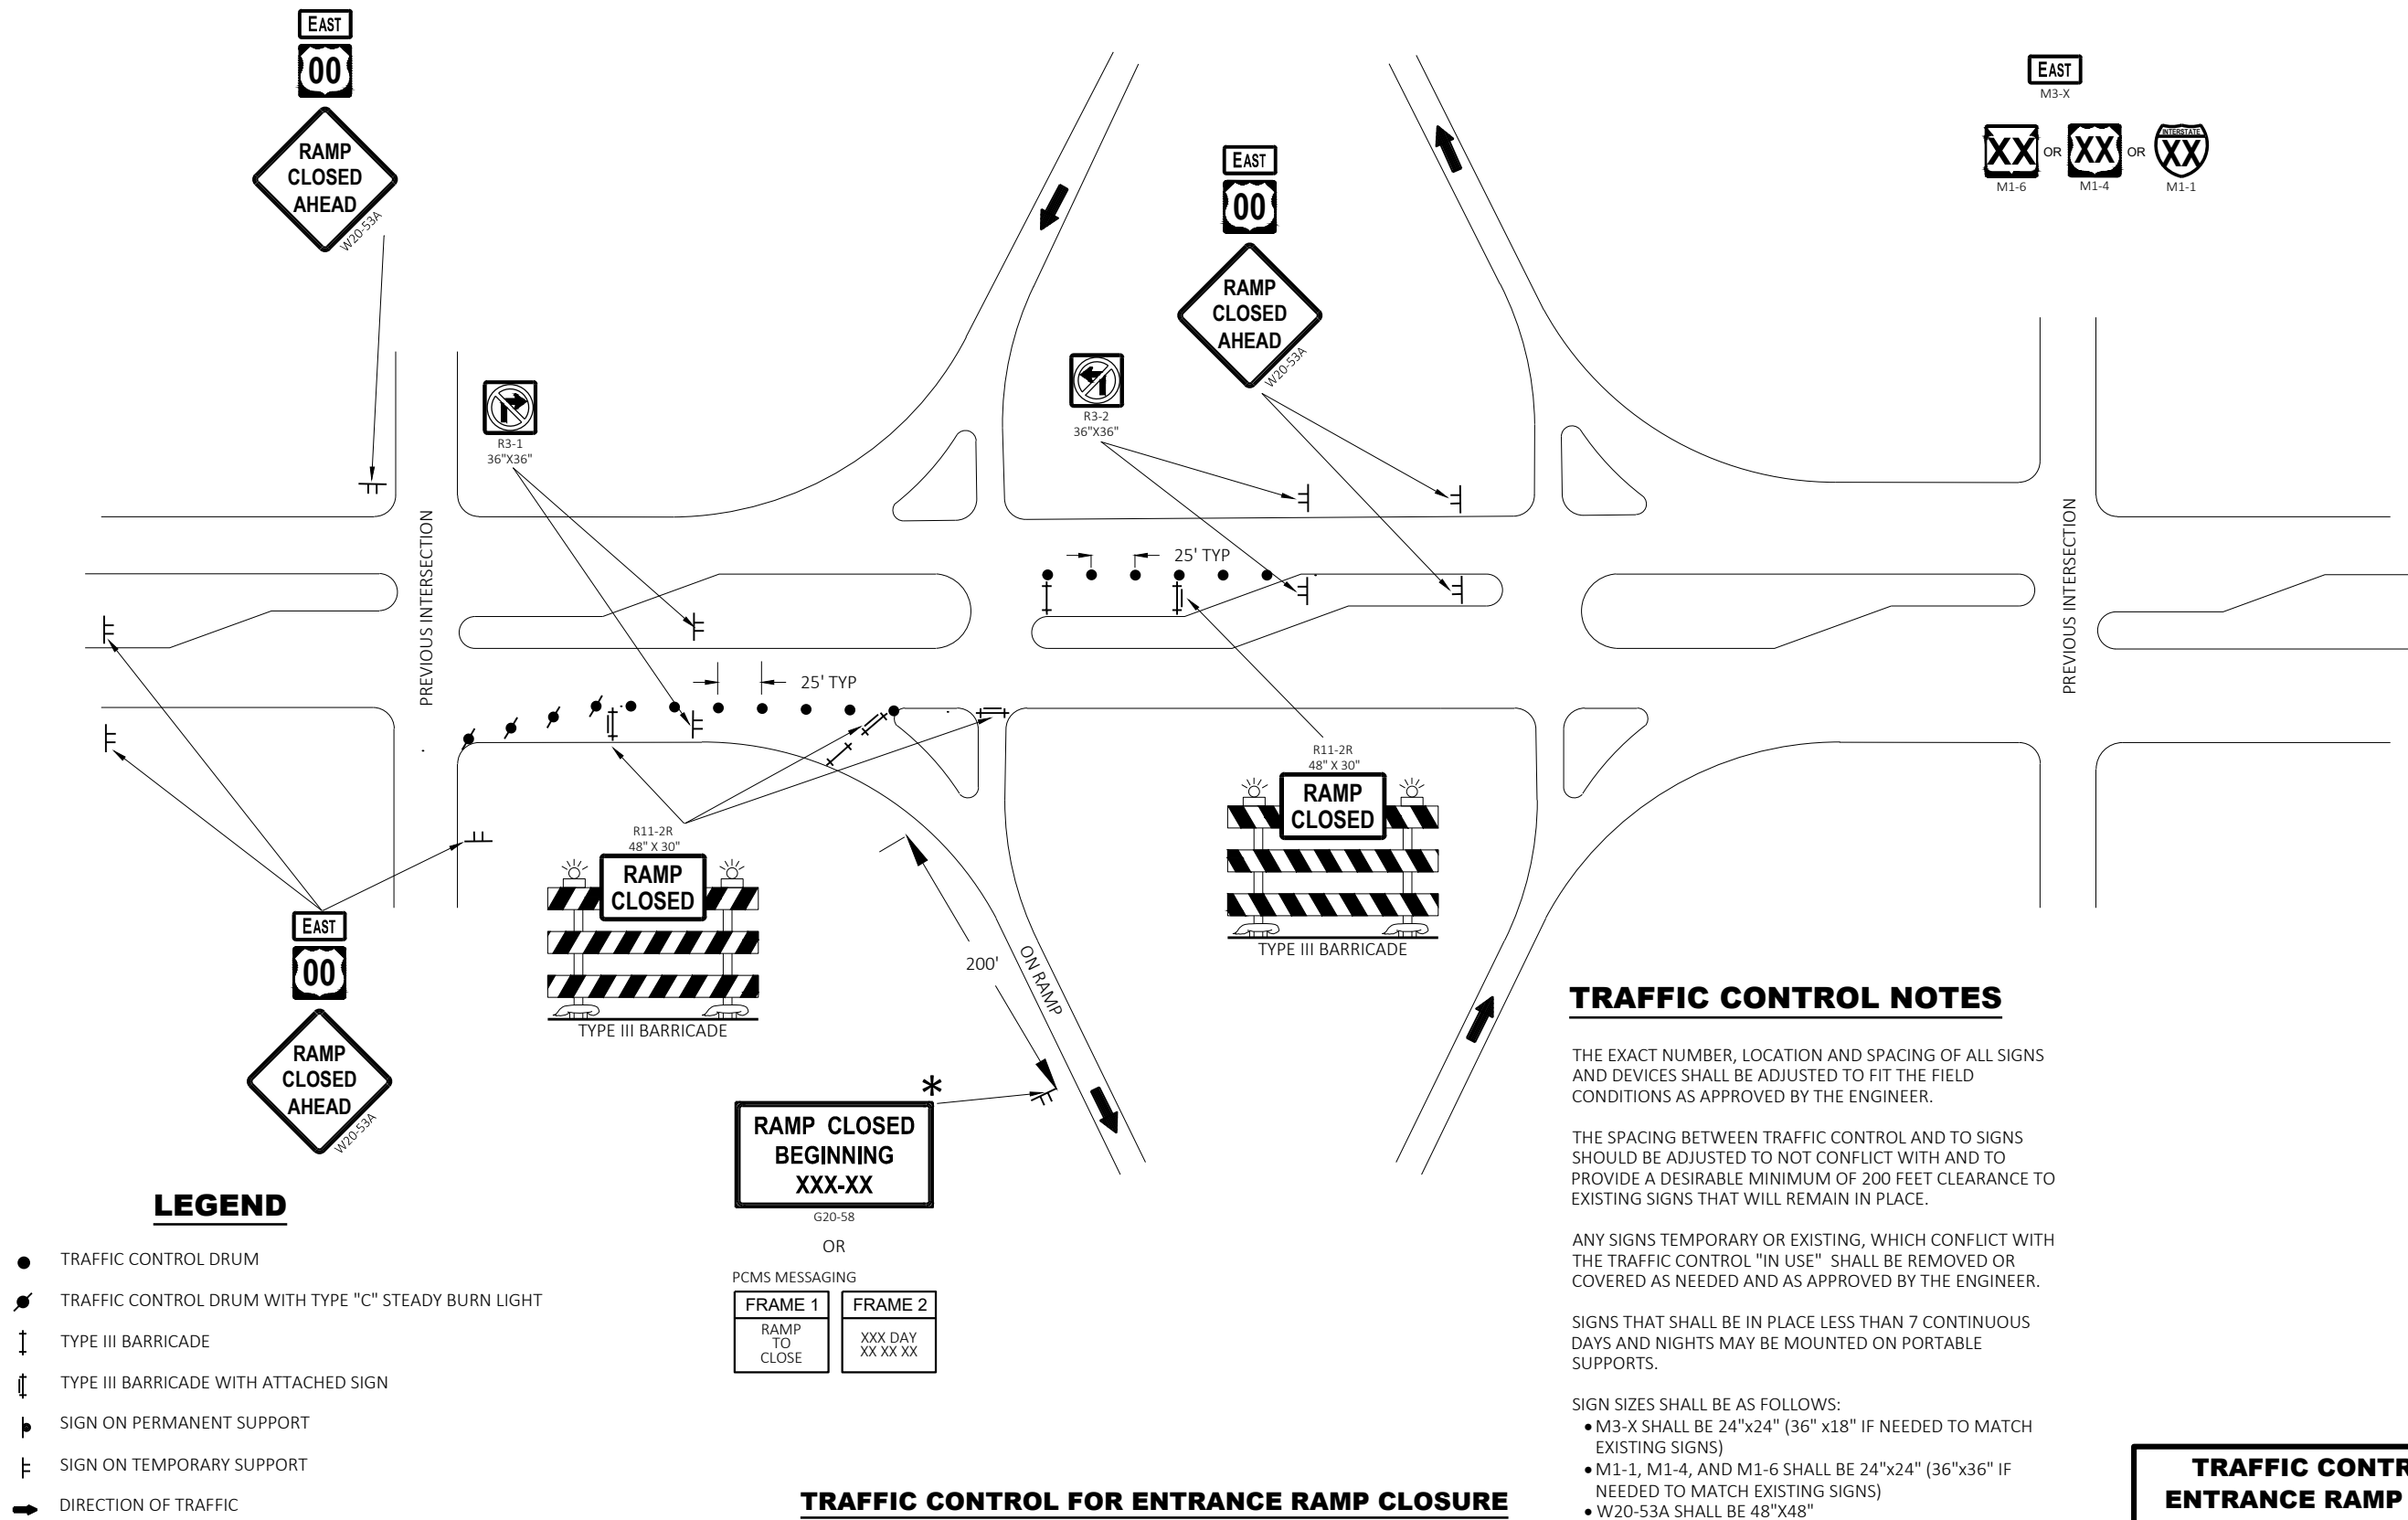 EAST
00
RAMP
CLOSED
AHEAD
W20-53A
EAST
00
RAMP
CLOSED
AHEAD
W20-53A
EAST
M3-X
XX OR XX OR INTERSTATE XX
M1-6 M1-4 M1-1
R3-1
36"X36"
R3-2
36"X36"
PREVIOUS INTERSECTION
25' TYP
PREVIOUS INTERSECTION
25' TYP
R11-2R
48" X 30"
RAMP
CLOSED
TYPE III BARRICADE
R11-2R
48" X 30"
RAMP
CLOSED
TYPE III BARRICADE
EAST
00
RAMP
CLOSED
AHEAD
W20-53A
200'
ON RAMP
*
RAMP CLOSED
BEGINNING
XXX-XX
G20-58
OR
PCMS MESSAGING
FRAME 1
RAMP
TO
CLOSE
FRAME 2
XXX DAY
XX XX XX
LEGEND
TRAFFIC CONTROL DRUM
TRAFFIC CONTROL DRUM WITH TYPE "C" STEADY BURN LIGHT
TYPE III BARRICADE
TYPE III BARRICADE WITH ATTACHED SIGN
SIGN ON PERMANENT SUPPORT
SIGN ON TEMPORARY SUPPORT
DIRECTION OF TRAFFIC
TRAFFIC CONTROL FOR ENTRANCE RAMP CLOSURE
TRAFFIC CONTROL NOTES
THE EXACT NUMBER, LOCATION AND SPACING OF ALL SIGNS
AND DEVICES SHALL BE ADJUSTED TO FIT THE FIELD
CONDITIONS AS APPROVED BY THE ENGINEER.
THE SPACING BETWEEN TRAFFIC CONTROL AND TO SIGNS
SHOULD BE ADJUSTED TO NOT CONFLICT WITH AND TO
PROVIDE A DESIRABLE MINIMUM OF 200 FEET CLEARANCE TO
EXISTING SIGNS THAT WILL REMAIN IN PLACE.
ANY SIGNS TEMPORARY OR EXISTING, WHICH CONFLICT WITH
THE TRAFFIC CONTROL "IN USE" SHALL BE REMOVED OR
COVERED AS NEEDED AND AS APPROVED BY THE ENGINEER.
SIGNS THAT SHALL BE IN PLACE LESS THAN 7 CONTINUOUS
DAYS AND NIGHTS MAY BE MOUNTED ON PORTABLE
SUPPORTS.
SIGN SIZES SHALL BE AS FOLLOWS:
• M3-X SHALL BE 24"x24" (36" x18" IF NEEDED TO MATCH
EXISTING SIGNS)
• M1-1, M1-4, AND M1-6 SHALL BE 24"x24" (36"x36" IF
NEEDED TO MATCH EXISTING SIGNS)
• W20-53A SHALL BE 48"X48"
TRAFFIC CONTR
ENTRANCE RAMP